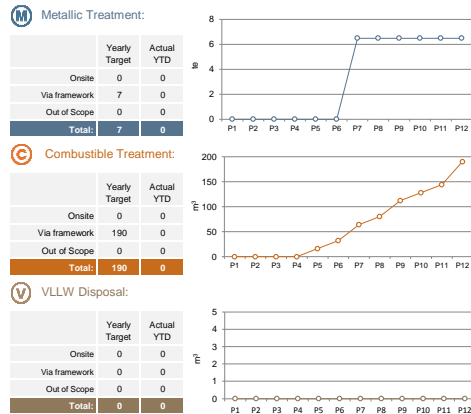 M Metallic Treatment:
Yearly Target Actual YTD
Onsite 0 0
Via framework 7 0
Out of Scope 0 0
Total: 7 0
8
6
4
2
0
te
P1 P2 P3 P4 P5 P6 P7 P8 P9 P10 P11 P12
C Combustible Treatment:
Yearly Target Actual YTD
Onsite 0 0
Via framework 190 0
Out of Scope 0 0
Total: 190 0
200
150
100
50
0
m³
P1 P2 P3 P4 P5 P6 P7 P8 P9 P10 P11 P12
V VLLW Disposal:
Yearly Target Actual YTD
Onsite 0 0
Via framework 0 0
Out of Scope 0 0
Total: 0 0
5
4
3
2
1
0
m³
P1 P2 P3 P4 P5 P6 P7 P8 P9 P10 P11 P12